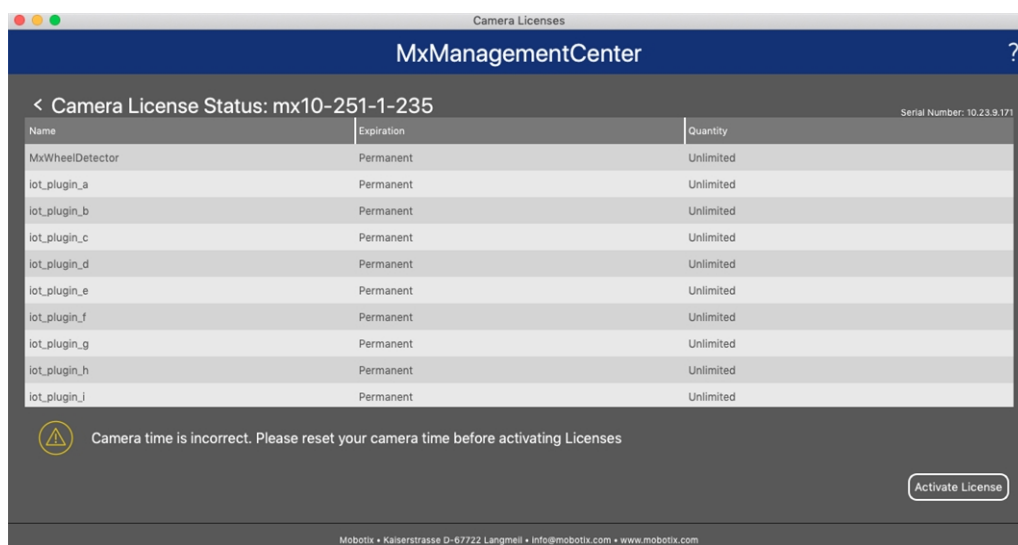 Camera Licenses
MxManagementCenter
?
< Camera License Status: mx10-251-1-235
Serial Number: 10.23.9.171
Name Expiration Quantity
MxWheelDetector Permanent Unlimited
iot_plugin_a Permanent Unlimited
iot_plugin_b Permanent Unlimited
iot_plugin_c Permanent Unlimited
iot_plugin_d Permanent Unlimited
iot_plugin_e Permanent Unlimited
iot_plugin_f Permanent Unlimited
iot_plugin_g Permanent Unlimited
iot_plugin_h Permanent Unlimited
iot_plugin_i Permanent Unlimited
Camera time is incorrect. Please reset your camera time before activating Licenses
Activate License
Mobotix • Kaiserstrasse D-67722 Langmeil • info@mobotix.com • www.mobotix.com